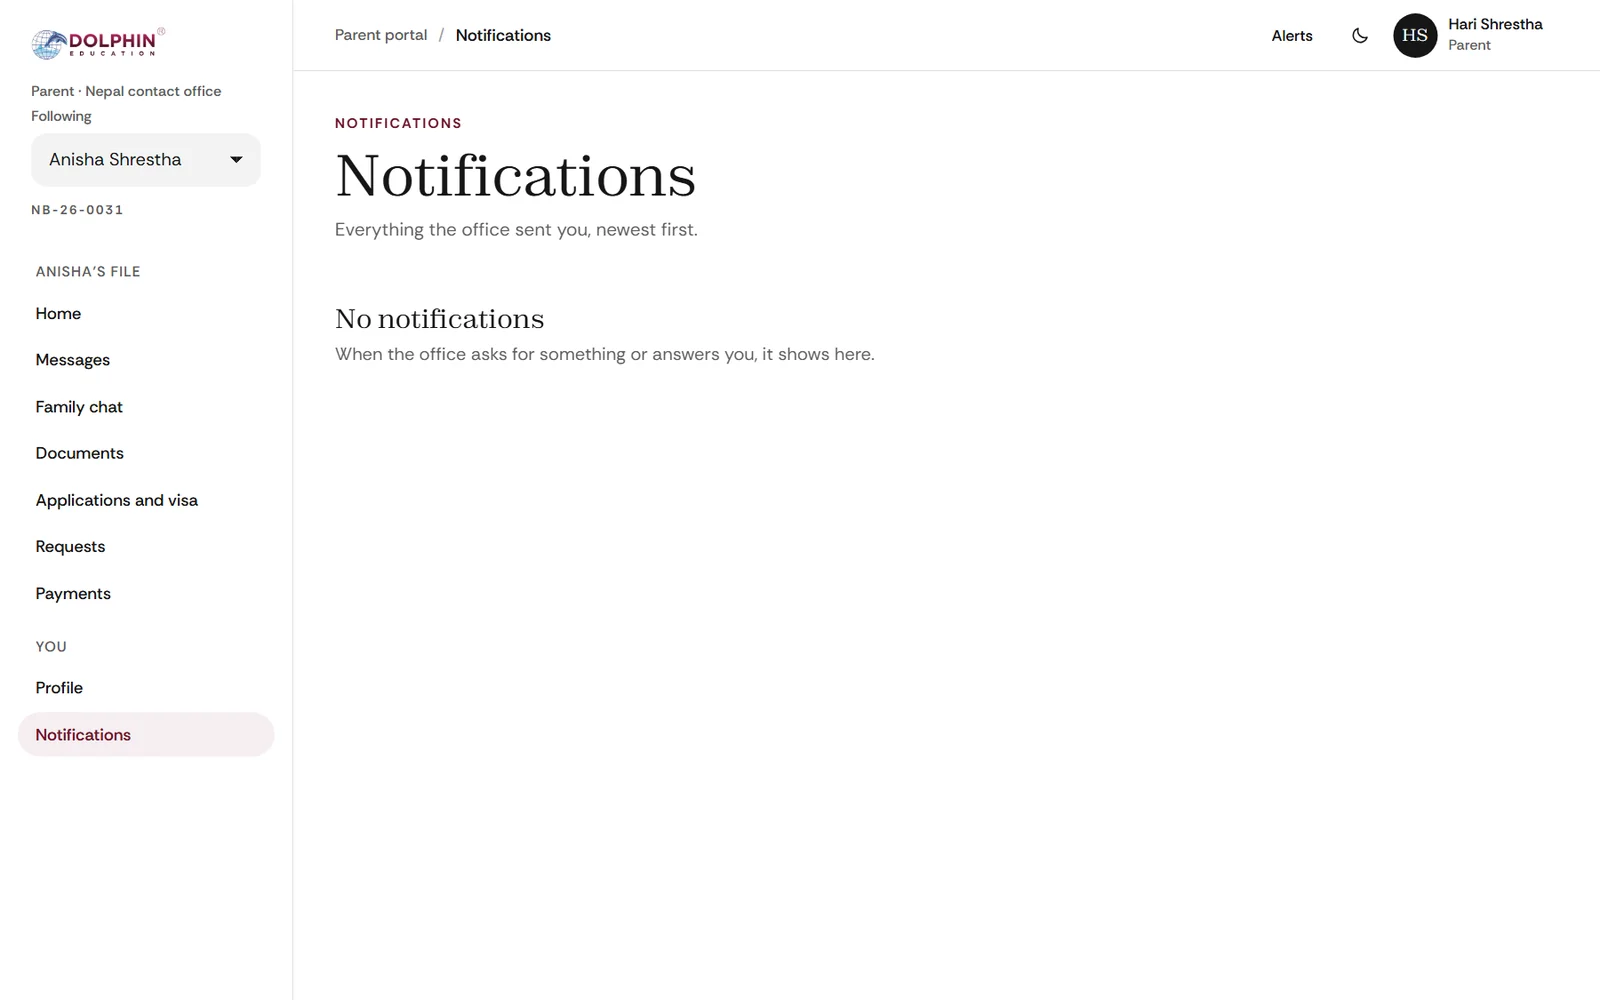 DOLPHIN®
EDUCATION
Parent · Nepal contact office
Following
Anisha Shrestha
NB-26-0031
ANISHA'S FILE
Home
Messages
Family chat
Documents
Applications and visa
Requests
Payments
YOU
Profile
Notifications
Parent portal / Notifications
Alerts
HS
Hari Shrestha
Parent
NOTIFICATIONS
Notifications
Everything the office sent you, newest first.
No notifications
When the office asks for something or answers you, it shows here.